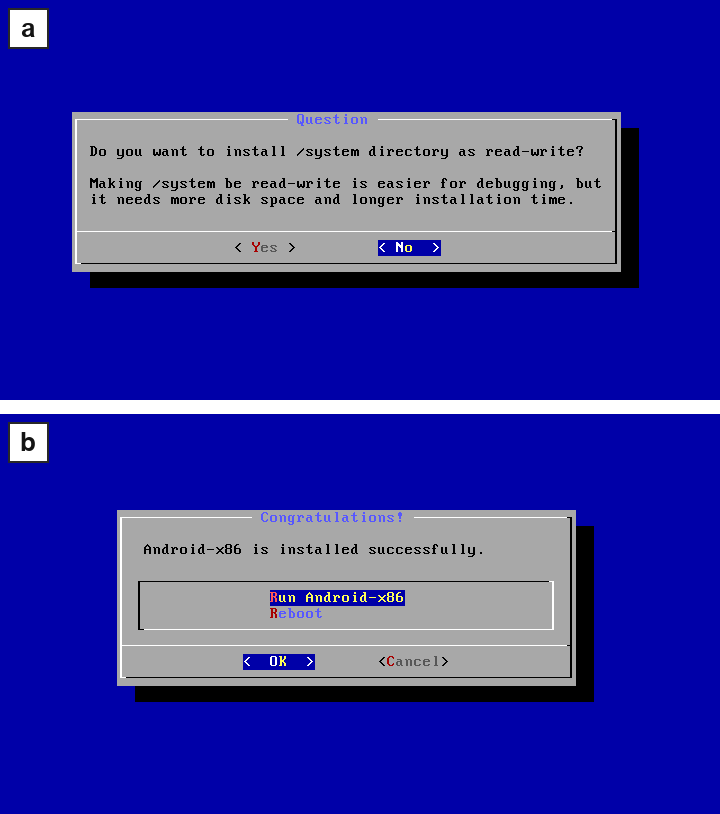 a
Question
Do you want to install /system directory as read-write?
Making /system be read-write is easier for debugging, but
it needs more disk space and longer installation time.
< Yes > < No >
b
Congratulations!
Android-x86 is installed successfully.
Run Android-x86
Reboot
< OK > <Cancel>